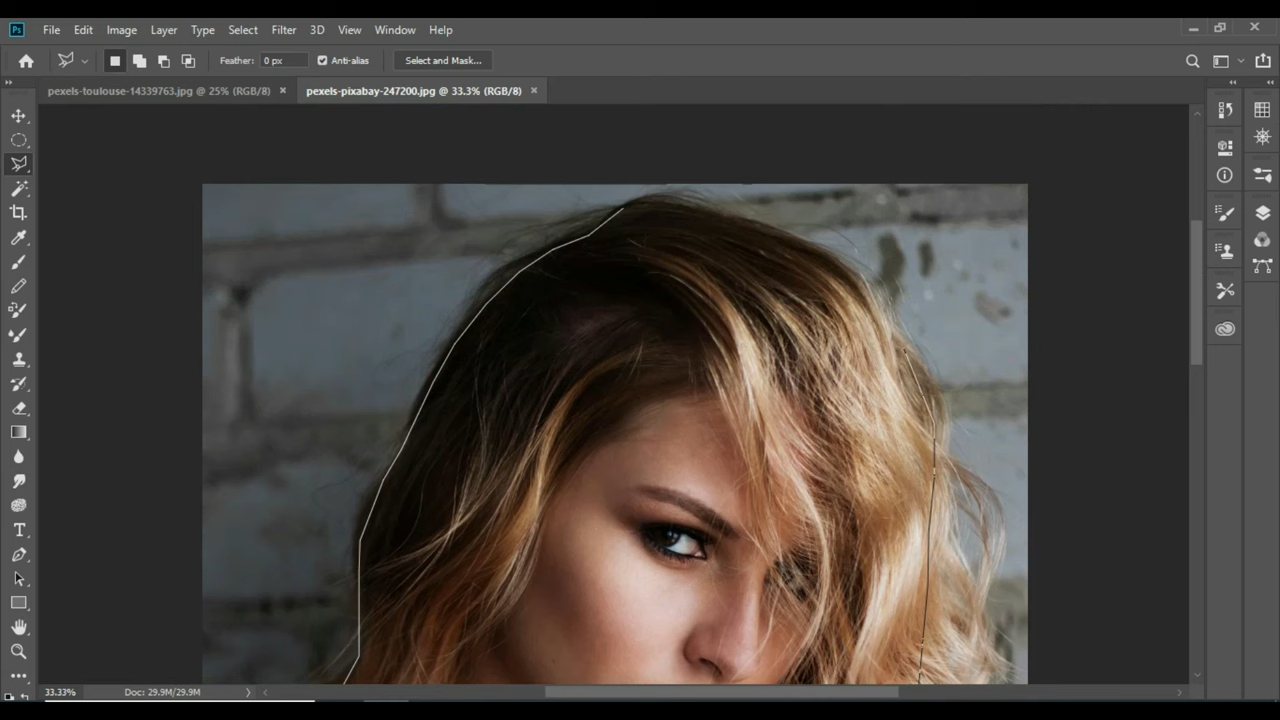 Ps File Edit Image Layer Type Select Filter 3D View Window Help
Feather: 0 px Anti-alias Select and Mask...
pexels-toulouse-14339763.jpg @ 25% (RGB/8) pexels-pixabay-247200.jpg @ 33.3% (RGB/8)
T
33.33% Doc: 29.9M/29.9M